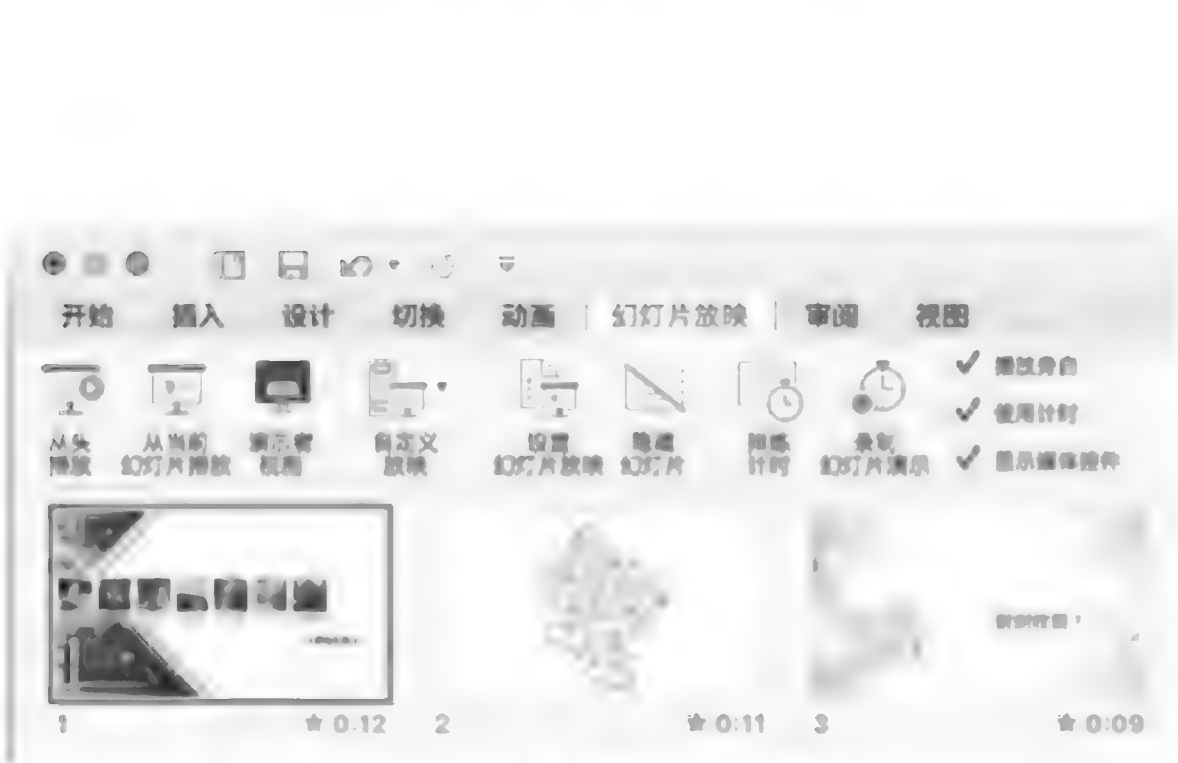 开始 插入 设计 切换 动画 幻灯片放映 审阅 视图
从头 从当前 演示者 自定义 设置 隐藏 排练 录制
播放 幻灯片播放 视图 放映 幻灯片放映 幻灯片 计时 幻灯片演示
播放旁白
使用计时
显示媒体控件
1 0:12 2 0:11 3 0:09